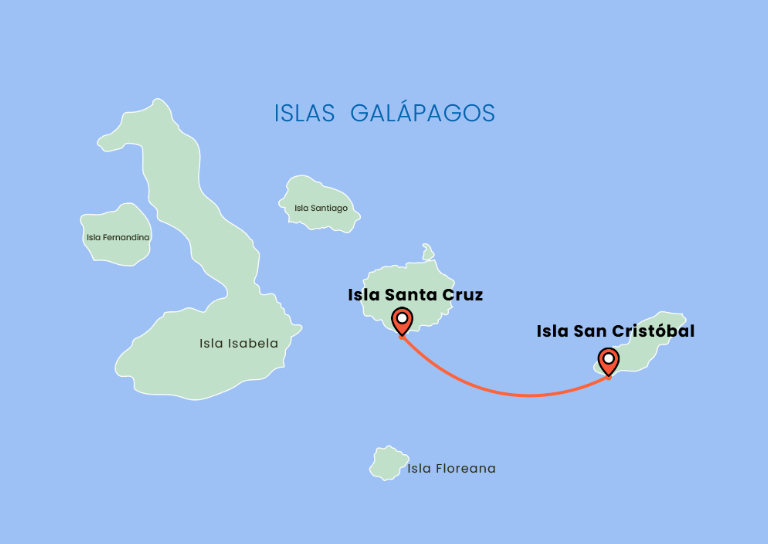 ISLAS GALÁPAGOS
Isla Santiago
Isla Fernandina
Isla Santa Cruz
Isla San Cristóbal
Isla Isabela
Isla Floreana